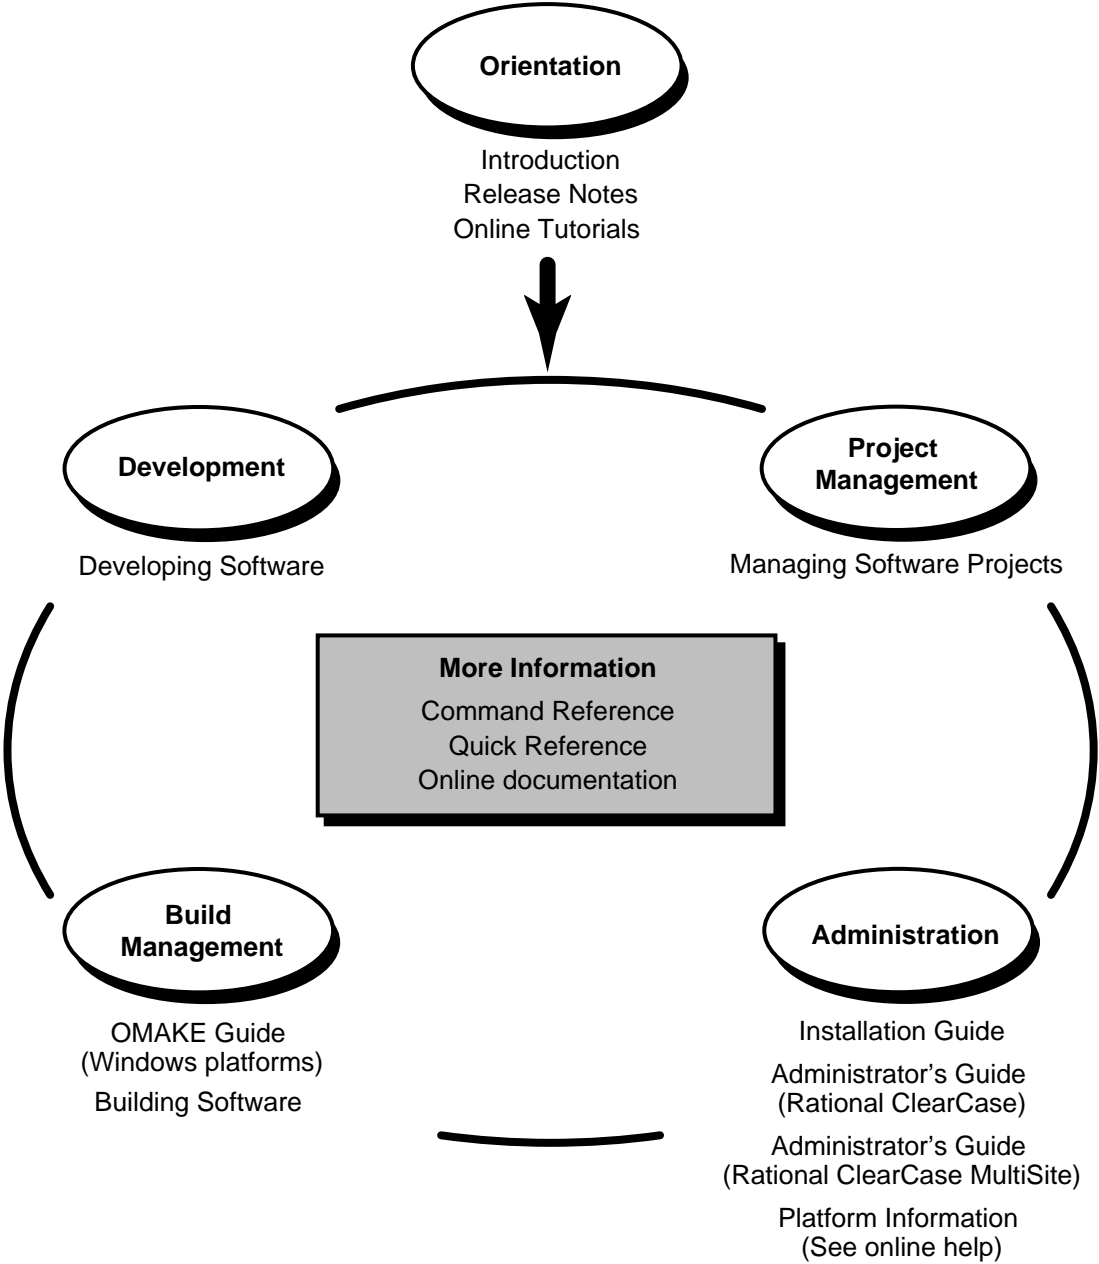 Orientation
Introduction
Release Notes
Online Tutorials
Development
Developing Software
Project
Management
Managing Software Projects
More Information
Command Reference
Quick Reference
Online documentation
Build
Management
OMAKE Guide
(Windows platforms)
Building Software
Administration
Installation Guide
Administrator's Guide
(Rational ClearCase)
Administrator's Guide
(Rational ClearCase MultiSite)
Platform Information
(See online help)